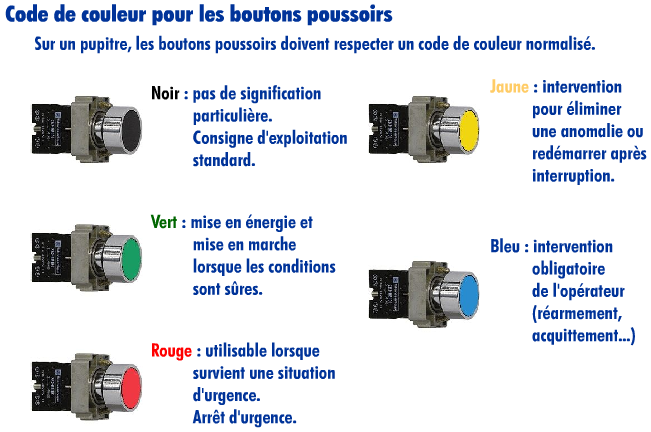 Code de couleur pour les boutons poussoirs
Sur un pupitre, les boutons poussoirs doivent respecter un code de couleur normalisé.
Noir : pas de signification
particulière.
Consigne d'exploitation
standard.
Vert : mise en énergie et
mise en marche
lorsque les conditions
sont sûres.
Rouge : utilisable lorsque
survient une situation
d'urgence.
Arrêt d'urgence.
Jaune : intervention
pour éliminer
une anomalie ou
redémarrer après
interruption.
Bleu : intervention
obligatoire
de l'opérateur
(réarmement,
acquittement...)